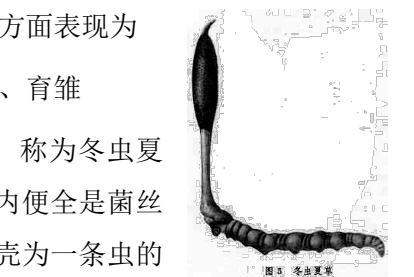 方面表现为
、育雏
称为冬虫夏
内便全是菌丝
壳为一条虫的
图5 冬虫夏草